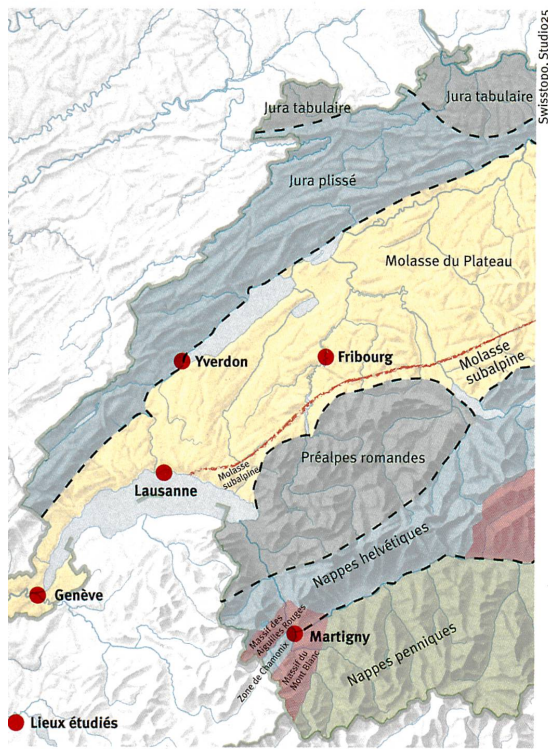 Swisstopo, Studio25
Jura tabulaire
Jura tabulaire
Jura plissé
Molasse du Plateau
Yverdon
Fribourg
Molasse
subalpine
Préalpes romandes
Molasse
subalpine
Lausanne
Nappes helvétiques
Genève
Massif des
Aiguilles Rouges
Zone de Chamonix
Martigny
Massif du
Mont Blanc
Nappes penniques
Lieux étudiés